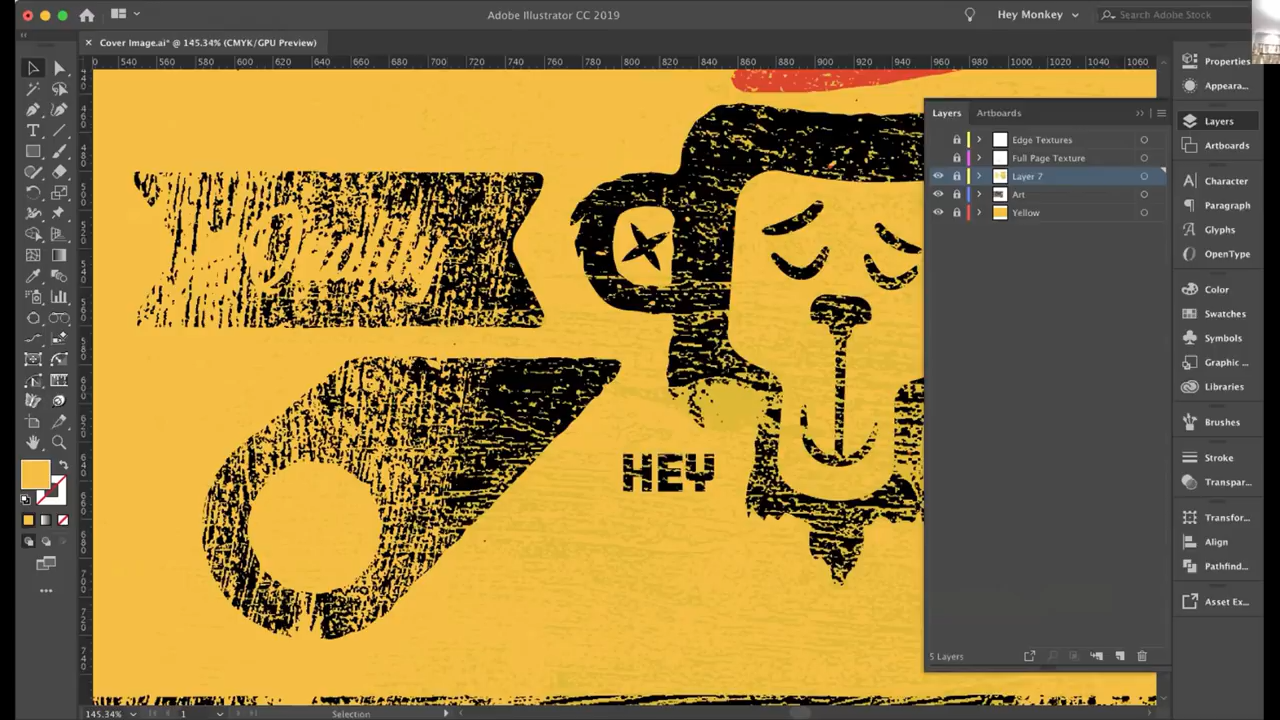 Adobe Illustrator CC 2019
Hey Monkey
Search Adobe Stock
Cover Image.ai* @ 145.34% (CMYK/GPU Preview)
540 560 580 600 620 640 660 680 700 720 740 760 780 800 820 840 860 880 900 920 940 960 980 1000 1020 1040 1060
Layers Artboards
Edge Textures
Full Page Texture
Layer 7
Art
Yellow
Quality
HEY
5 Layers
Properties
Appeara...
Layers
Artboards
Character
Paragraph
Glyphs
OpenType
Color
Swatches
Symbols
Graphic ...
Libraries
Brushes
Stroke
Transpar...
Transfor...
Align
Pathfind...
Asset Ex...
145.34% 1 Selection